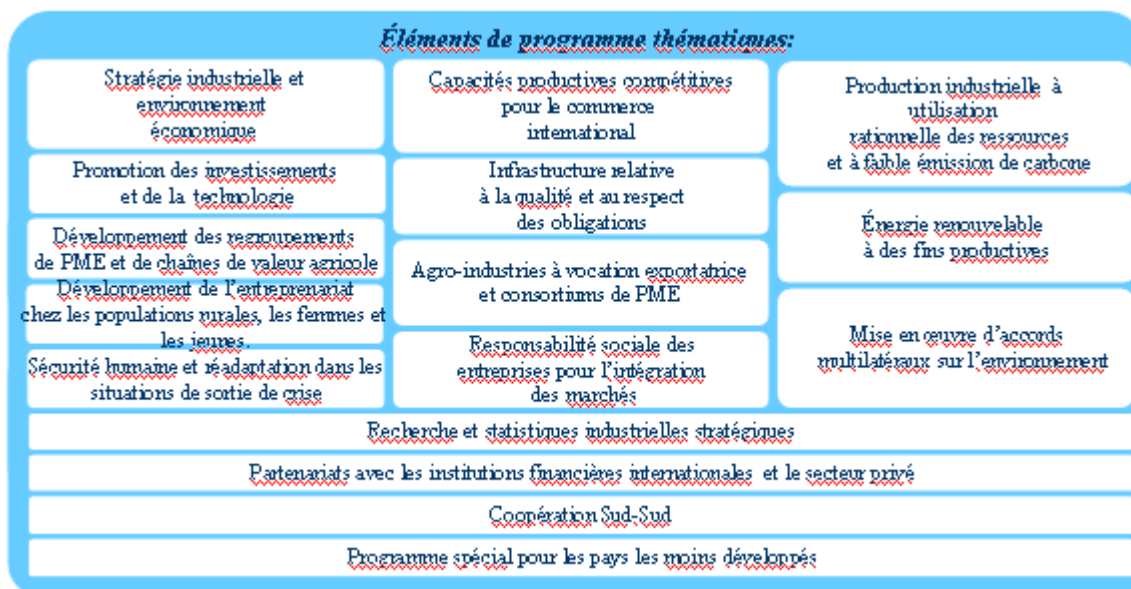 Éléments de programme thématiques:
Stratégie industrielle et
environnement
économique
Promotion des investissements
et de la technologie
Développement des regroupements
de PME et de chaînes de valeur agricole
Développement de l'entreprenariat
chez les populations rurales, les femmes et
les jeunes.
Sécurité humaine et réadaptation dans les
situations de sortie de crise
Capacités productives compétitives
pour le commerce
international
Infrastructure relative
à la qualité et au respect
des obligations
Agro-industries à vocation exportatrice
et consortiums de PME
Responsabilité sociale des
entreprises pour l'intégration
des marchés
Production industrielle à
utilisation
rationnelle des ressources
et à faible émission de carbone
Énergie renouvelable
à des fins productives
Mise en œuvre d'accords
multilatéraux sur l'environnement
Recherche et statistiques industrielles stratégiques
Partenariats avec les institutions financières internationales et le secteur privé
Coopération Sud-Sud
Programme spécial pour les pays les moins développés